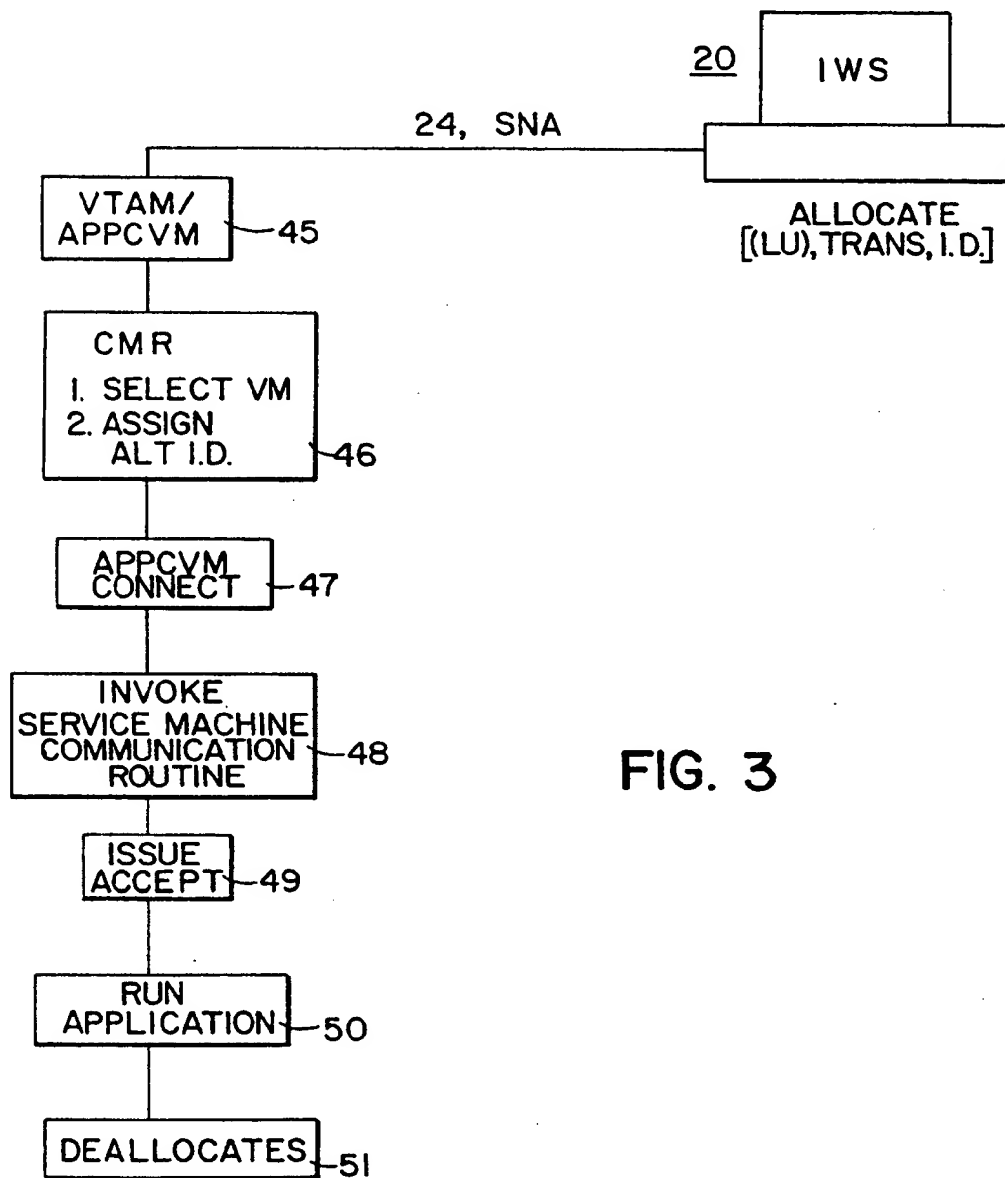 20
IWS
24, SNA
ALLOCATE
[(LU), TRANS, I.D.]
VTAM/
APPCVM
45
CMR
1. SELECT VM
2. ASSIGN
ALT I.D.
46
APPCVM
CONNECT
47
INVOKE
SERVICE MACHINE
COMMUNICATION
ROUTINE
48
FIG. 3
ISSUE
ACCEPT
49
RUN
APPLICATION
50
DEALLOCATES
51